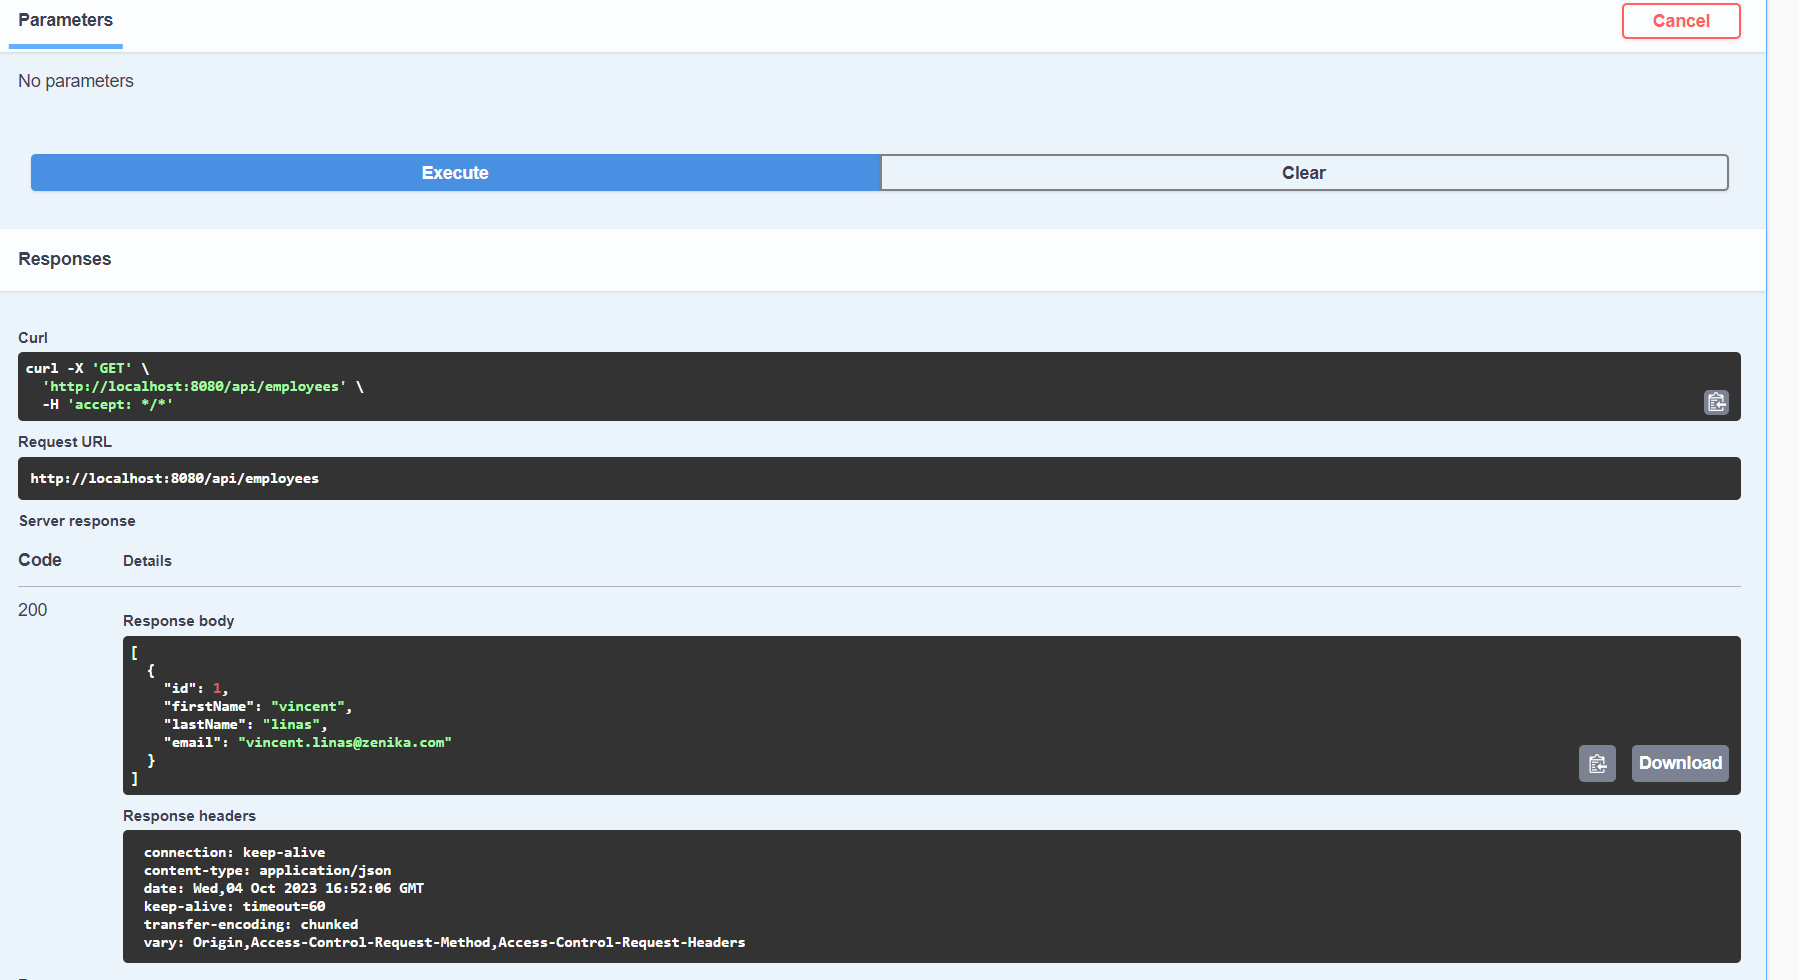 Parameters
Cancel
No parameters
Execute
Clear
Responses
Curl
curl -X 'GET' \
  'http://localhost:8080/api/employees' \
  -H 'accept: */*'
Request URL
http://localhost:8080/api/employees
Server response
Code
Details
200
Response body
[
  {
    "id": 1,
    "firstName": "vincent",
    "lastName": "linas",
    "email": "vincent.linas@zenika.com"
  }
]
Download
Response headers
connection: keep-alive
content-type: application/json
date: Wed,04 Oct 2023 16:52:06 GMT
keep-alive: timeout=60
transfer-encoding: chunked
vary: Origin,Access-Control-Request-Method,Access-Control-Request-Headers